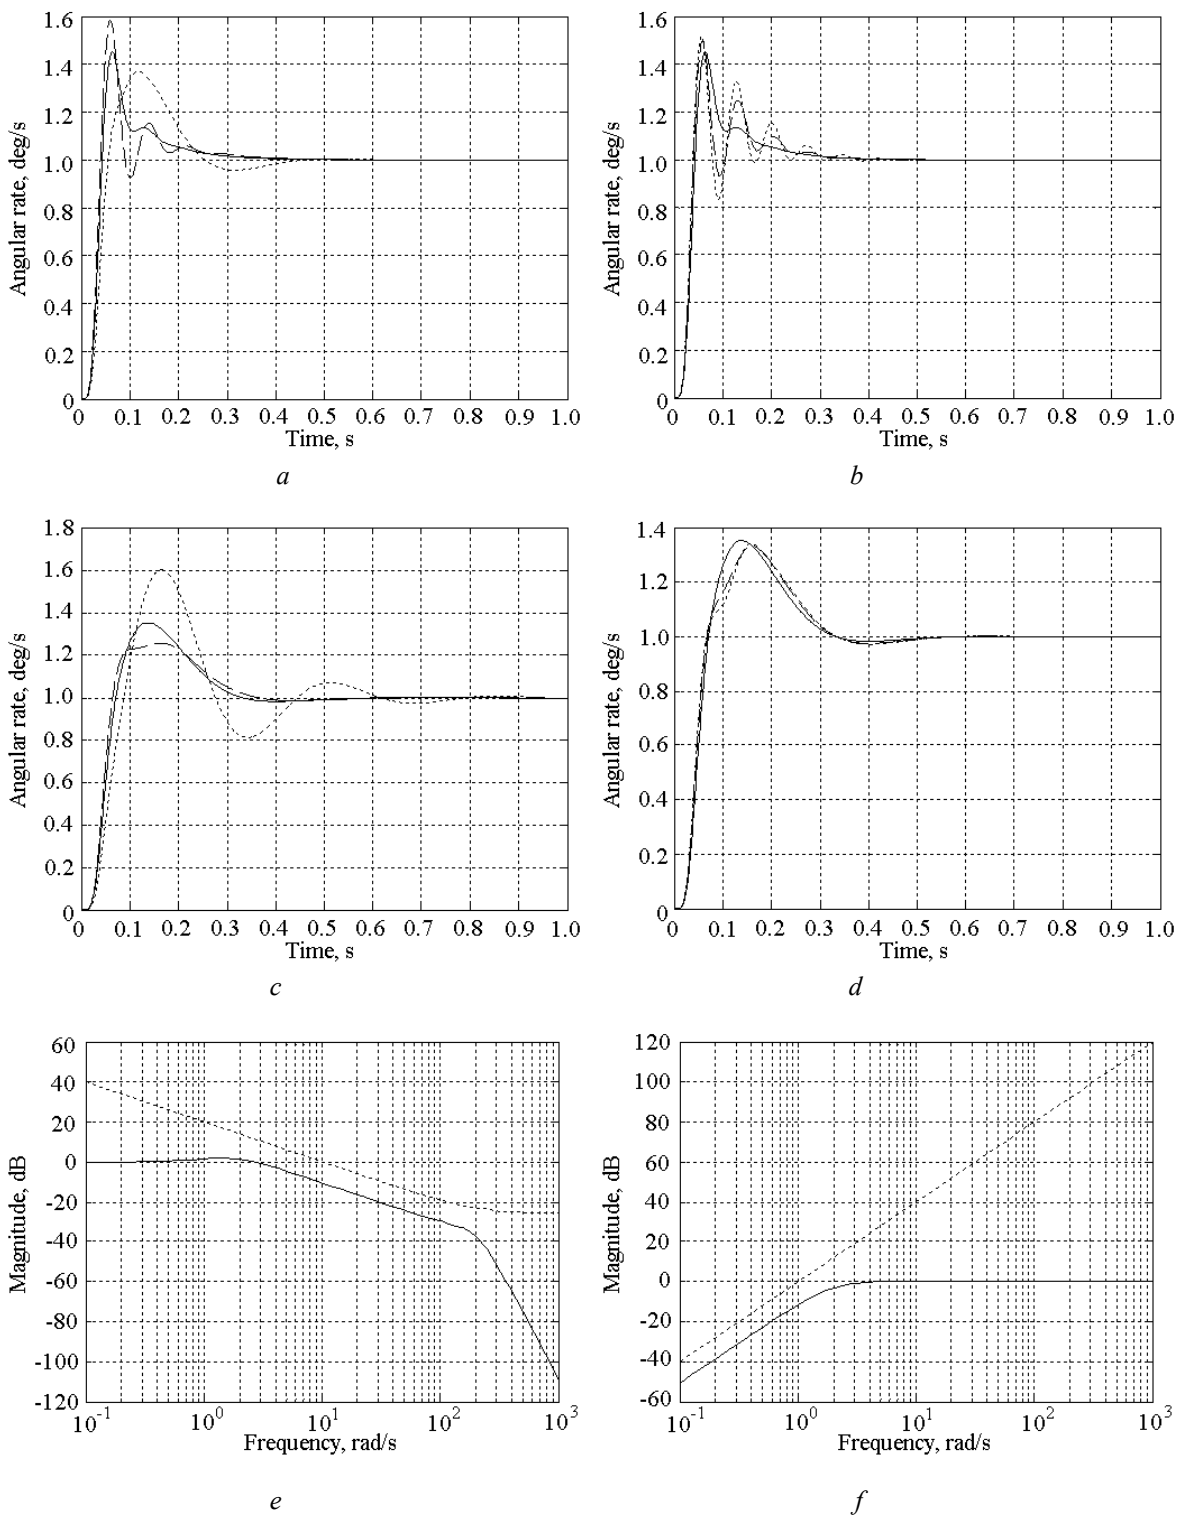 1.6
1.4
1.2
1.0
0.8
0.6
0.4
0.2
0
Angular rate, deg/s
0 0.1 0.2 0.3 0.4 0.5 0.6 0.7 0.8 0.9 1.0
Time, s
a
1.6
1.4
1.2
1.0
0.8
0.6
0.4
0.2
0
Angular rate, deg/s
0 0.1 0.2 0.3 0.4 0.5 0.6 0.7 0.8 0.9 1.0
Time, s
b
1.8
1.6
1.4
1.2
1.0
0.8
0.6
0.4
0.2
0
Angular rate, deg/s
0 0.1 0.2 0.3 0.4 0.5 0.6 0.7 0.8 0.9 1.0
Time, s
c
1.4
1.2
1.0
0.8
0.6
0.4
0.2
0
Angular rate, deg/s
0 0.1 0.2 0.3 0.4 0.5 0.6 0.7 0.8 0.9 1.0
Time, s
d
60
40
20
0
-20
-40
-60
-80
-100
-120
Magnitude, dB
10⁻¹ 10⁰ 10¹ 10² 10³
Frequency, rad/s
e
120
100
80
60
40
20
0
-20
-40
-60
Magnitude, dB
10⁻¹ 10⁰ 10¹ 10² 10³
Frequency, rad/s
f